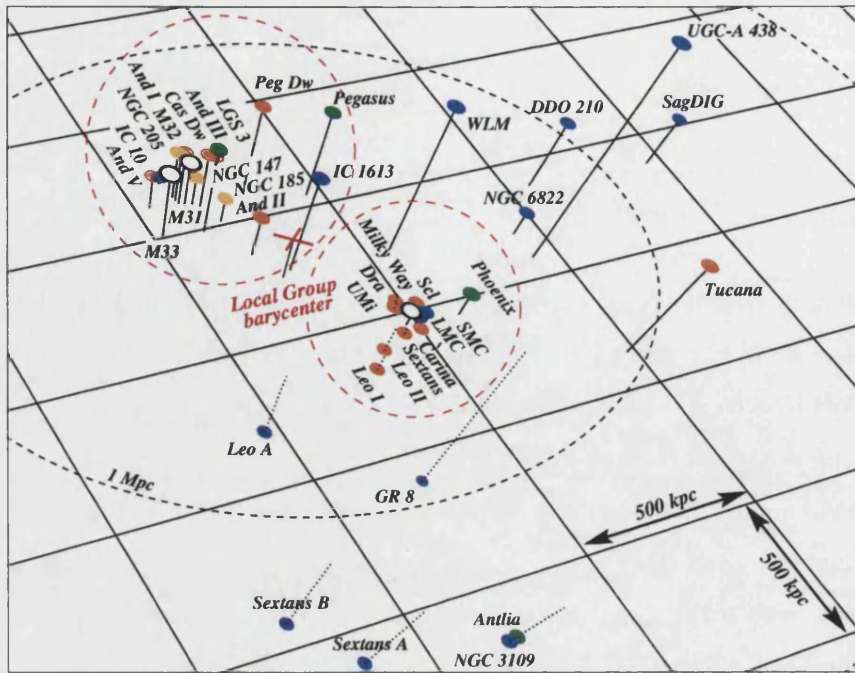 UGC-A 438
And I
M32
Cas Dw
And III
LGS 3
NGC 205
IC 10
And V
Peg Dw
Pegasus
WLM
DDO 210
SagDIG
NGC 147
NGC 185
And II
IC 1613
NGC 6822
M31
M33
Milky Way
Scl
Phoenix
Tucana
Dra
UMi
Local Group
barycenter
LMC
SMC
Carina
Sextans
Leo II
Leo I
Leo A
1 Mpc
GR 8
500 kpc
500 kpc
Sextans B
Sextans A
Antlia
NGC 3109